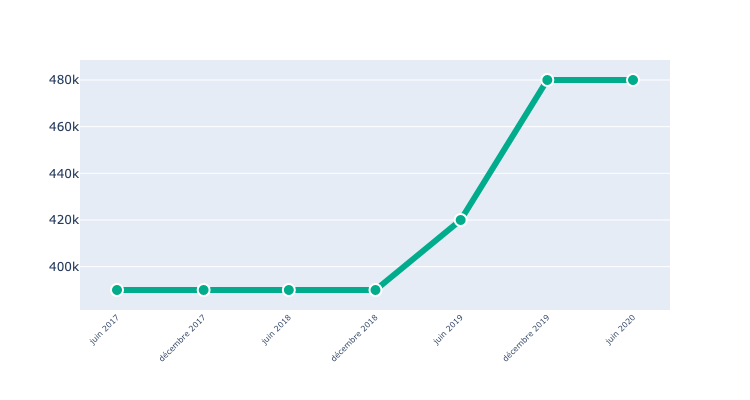 480k
460k
440k
420k
400k
juin 2017
décembre 2017
juin 2018
décembre 2018
juin 2019
décembre 2019
juin 2020